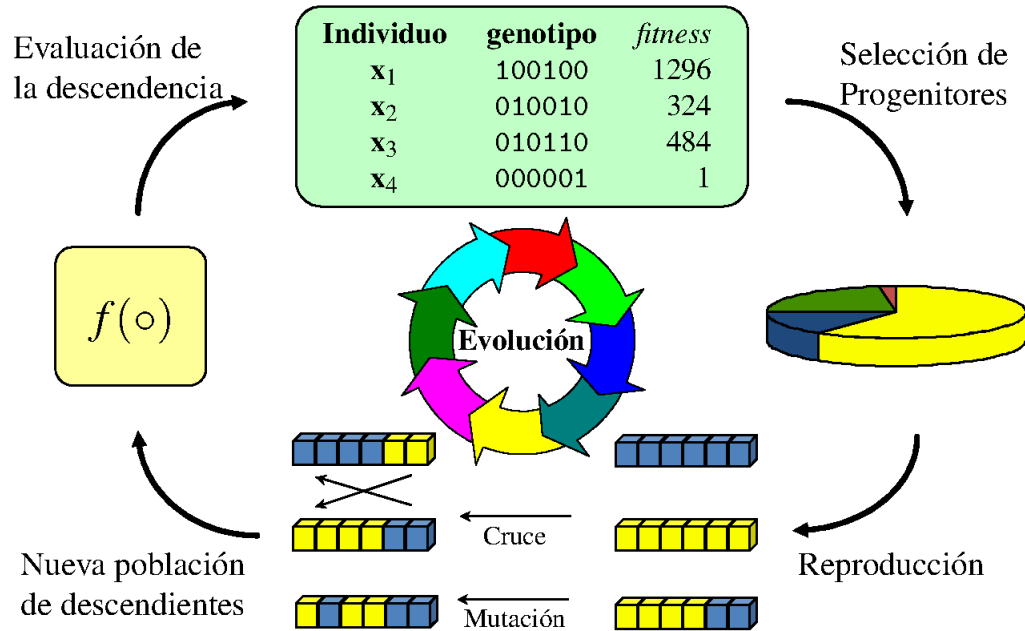 Evaluación de
la descendencia
Individuo genotipo fitness
x₁ 100100 1296
x₂ 010010 324
x₃ 010110 484
x₄ 000001 1
Selección de
Progenitores
f(∘)
Evolución
Cruce
Mutación
Reproducción
Nueva población
de descendientes